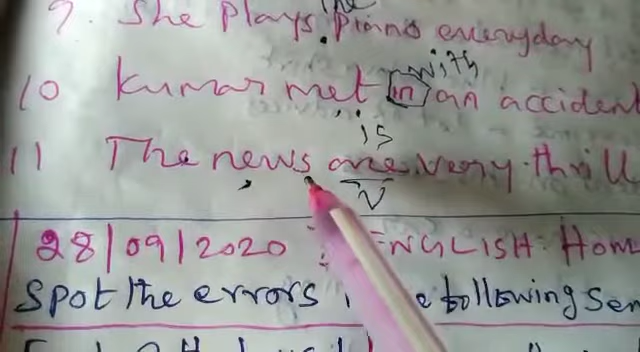 the
9. She plays piano everyday
with
10 Kumar met in an accident
is
11 The news are very thrill
V
28/09/2020 : ENGLISH: Hom
Spot the errors following Sen